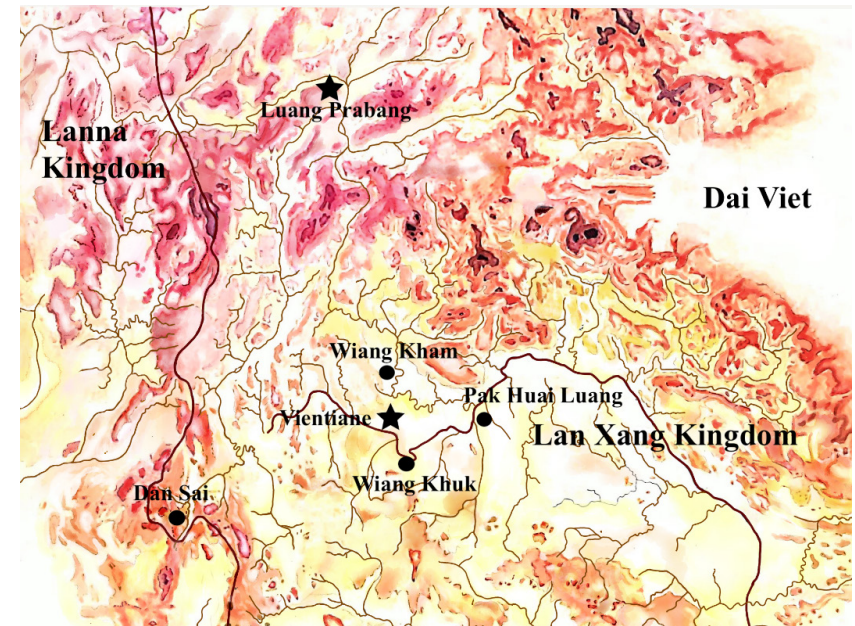 Luang Prabang
Lanna
Kingdom
Dai Viet
Wiang Kham
Pak Huai Luang
Vientiane
Lan Xang Kingdom
Wiang Khuk
Dan Sai